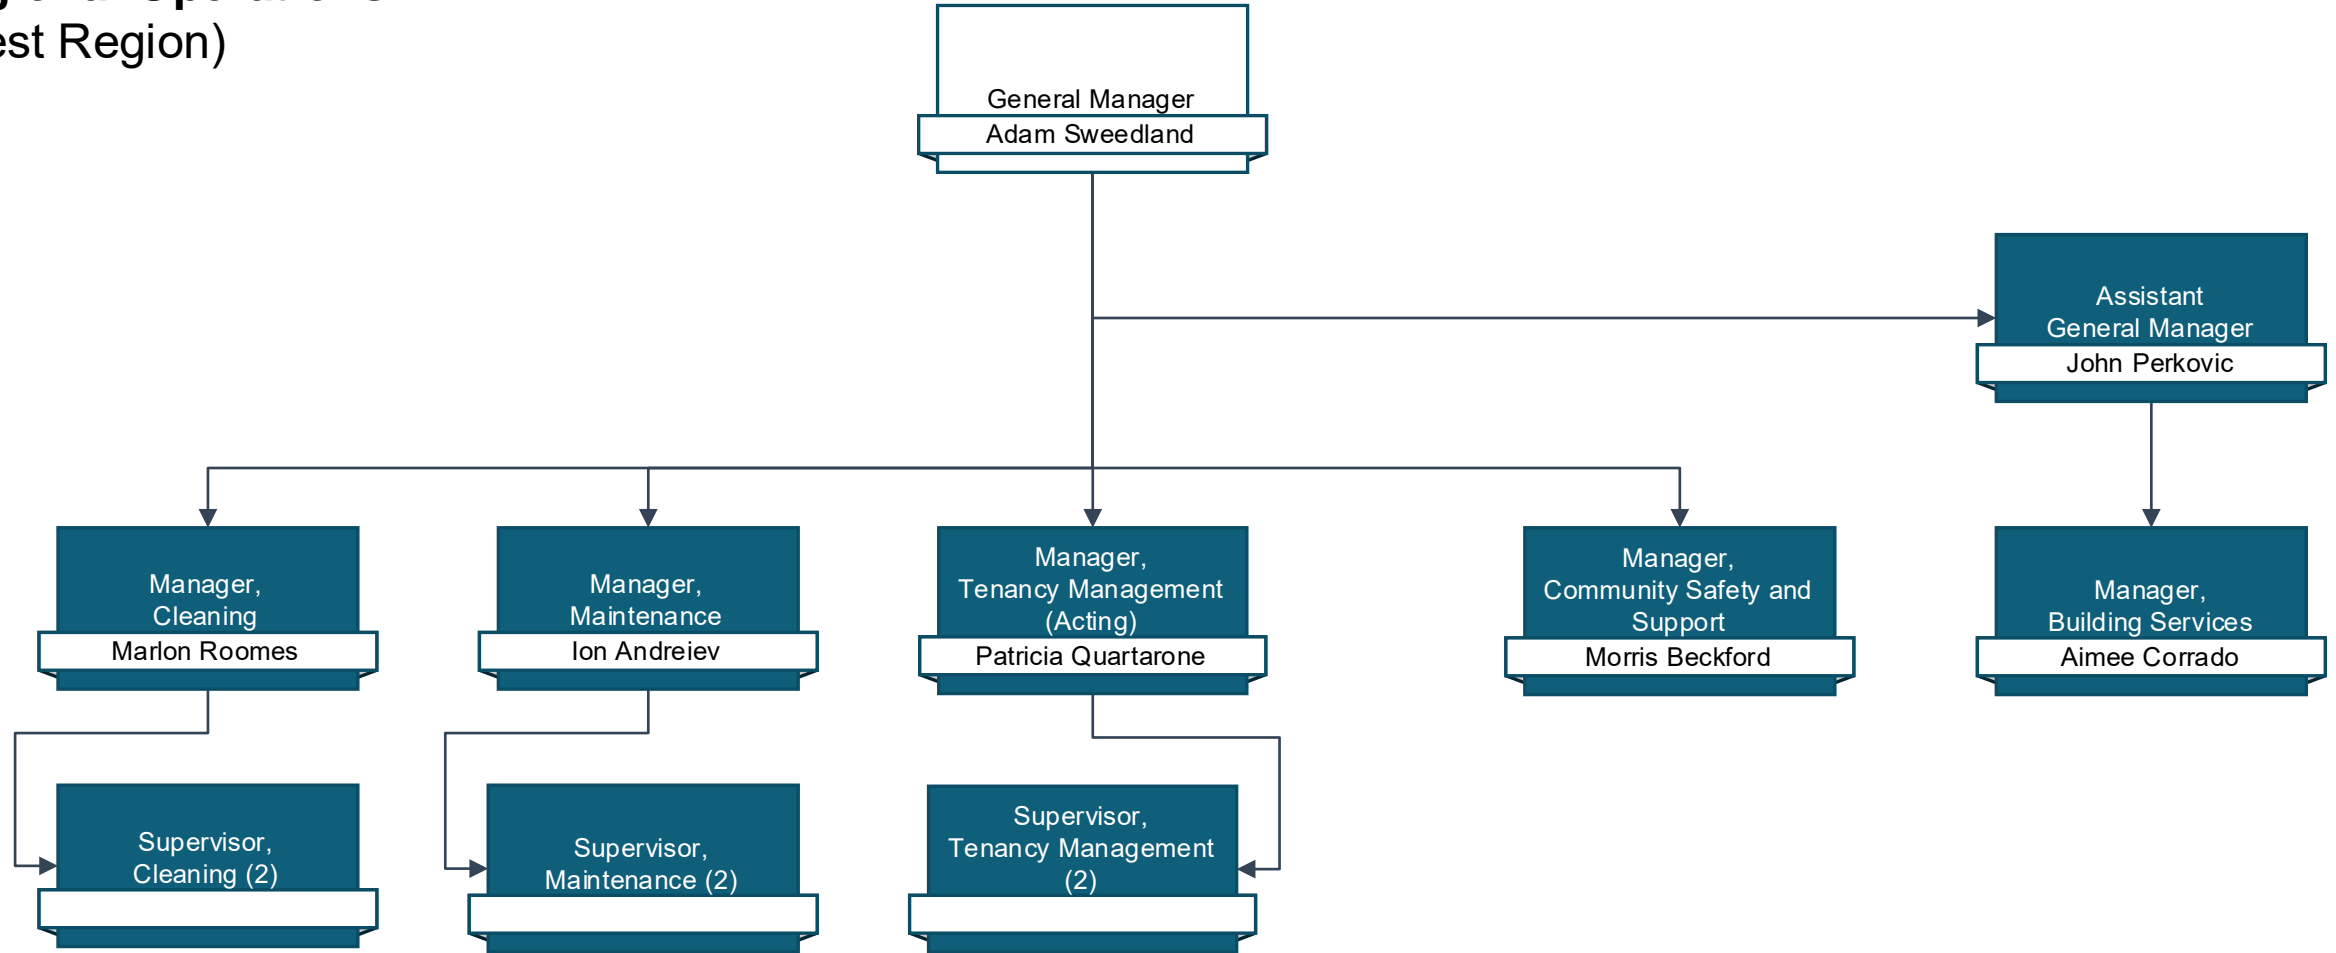 est Region)
General Manager
Adam Sweedland
Assistant
General Manager
John Perkovic
Manager,
Cleaning
Marlon Roomes
Manager,
Maintenance
Ion Andreiev
Manager,
Tenancy Management
(Acting)
Patricia Quartarone
Manager,
Community Safety and
Support
Morris Beckford
Manager,
Building Services
Aimee Corrado
Supervisor,
Cleaning (2)
Supervisor,
Maintenance (2)
Supervisor,
Tenancy Management
(2)